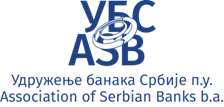 УБС
ASB
Удружење банака Србије п.у.
Association of Serbian Banks b.a.